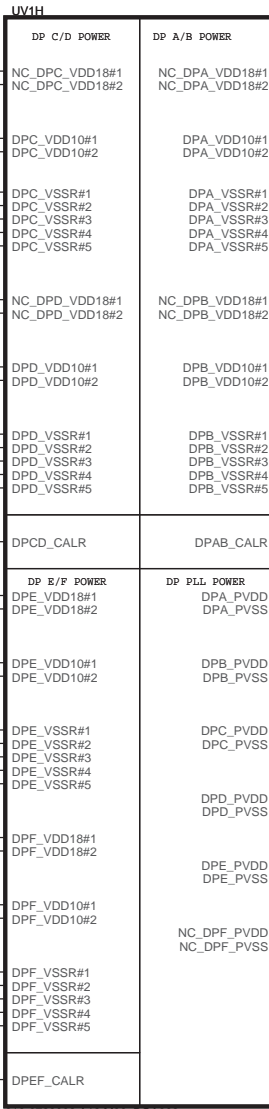 UV1H
DP C/D POWER
NC_DPC_VDD18#1
NC_DPC_VDD18#2
DPC_VDD10#1
DPC_VDD10#2
DPC_VSSR#1
DPC_VSSR#2
DPC_VSSR#3
DPC_VSSR#4
DPC_VSSR#5
NC_DPD_VDD18#1
NC_DPD_VDD18#2
DPD_VDD10#1
DPD_VDD10#2
DPD_VSSR#1
DPD_VSSR#2
DPD_VSSR#3
DPD_VSSR#4
DPD_VSSR#5
DPCD_CALR
DP A/B POWER
NC_DPA_VDD18#1
NC_DPA_VDD18#2
DPA_VDD10#1
DPA_VDD10#2
DPA_VSSR#1
DPA_VSSR#2
DPA_VSSR#3
DPA_VSSR#4
DPA_VSSR#5
NC_DPB_VDD18#1
NC_DPB_VDD18#2
DPB_VDD10#1
DPB_VDD10#2
DPB_VSSR#1
DPB_VSSR#2
DPB_VSSR#3
DPB_VSSR#4
DPB_VSSR#5
DPAB_CALR
DP E/F POWER
DPE_VDD18#1
DPE_VDD18#2
DPE_VDD10#1
DPE_VDD10#2
DPE_VSSR#1
DPE_VSSR#2
DPE_VSSR#3
DPE_VSSR#4
DPE_VSSR#5
DPF_VDD18#1
DPF_VDD18#2
DPF_VDD10#1
DPF_VDD10#2
DPF_VSSR#1
DPF_VSSR#2
DPF_VSSR#3
DPF_VSSR#4
DPF_VSSR#5
DPEF_CALR
DP PLL POWER
DPA_PVDD
DPA_PVSS
DPB_PVDD
DPB_PVSS
DPC_PVDD
DPC_PVSS
DPD_PVDD
DPD_PVSS
DPE_PVDD
DPE_PVSS
NC_DPF_PVDD
NC_DPF_PVSS